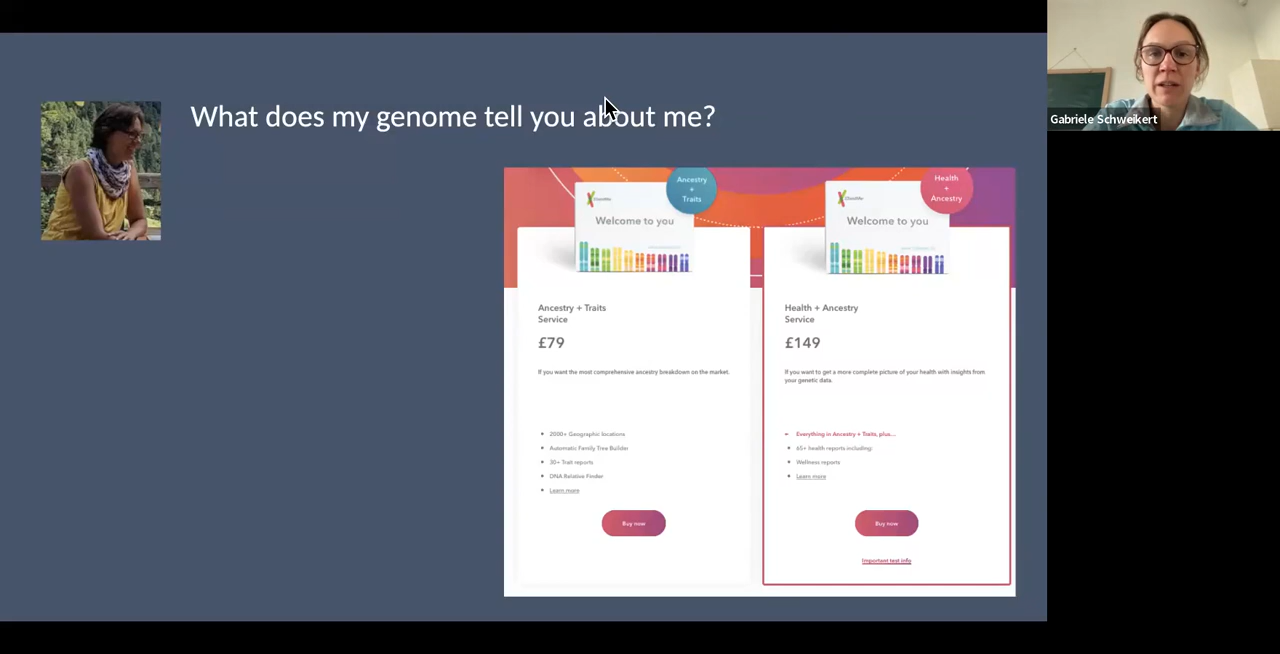 What does my genome tell you about me?
Gabriele Schweikert
Ancestry
+
Traits
Welcome to you
Ancestry + Traits
Service
£79
If you want the most comprehensive ancestry breakdown on the market.
2000+ Geographic locations
Automatic Family Tree Builder
30+ Trait reports
DNA Relative Finder
Learn more
Buy now
Health
+
Ancestry
Welcome to you
Health + Ancestry
Service
£149
If you want to get a more complete picture of your health with insights from
your genetic data.
Everything in Ancestry + Traits, plus...
65+ health reports including:
Wellness reports
Learn more
Buy now
Important test info